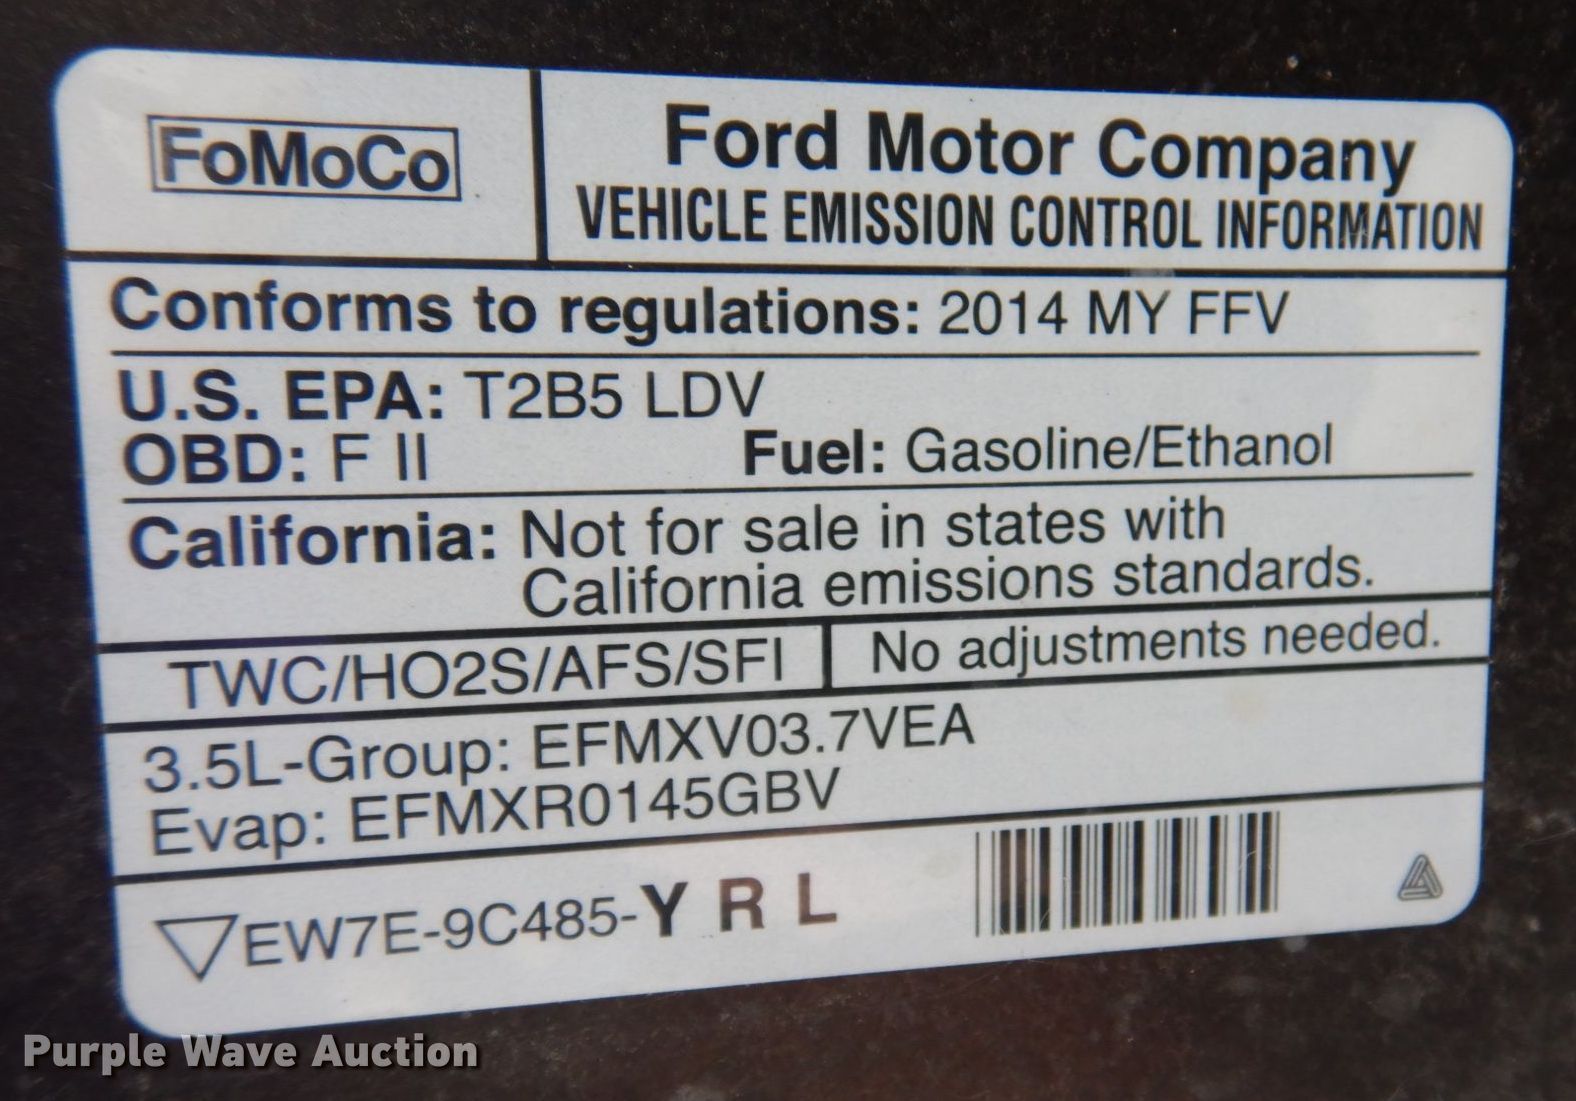 FoMoCo
Ford Motor Company
VEHICLE EMISSION CONTROL INFORMATION
Conforms to regulations: 2014 MY FFV
U.S. EPA: T2B5 LDV
OBD: F II Fuel: Gasoline/Ethanol
California: Not for sale in states with
California emissions standards.
TWC/HO2S/AFS/SFI No adjustments needed.
3.5L-Group: EFMXV03.7VEA
Evap: EFMXR0145GBV
EW7E-9C485-Y R L
Purple Wave Auction